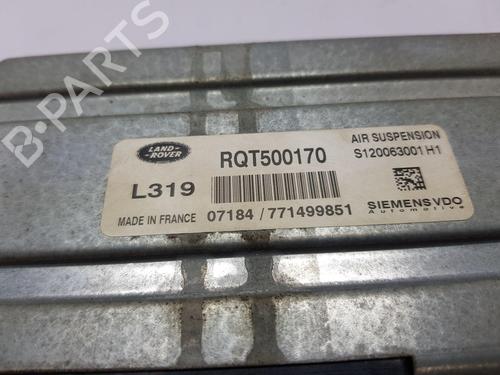 B-PARTS
LAND-
ROVER
RQT500170
AIR SUSPENSION
S120063001 H1
L319
MADE IN FRANCE 07184 / 771499851
SIEMENS VDO
Automotive